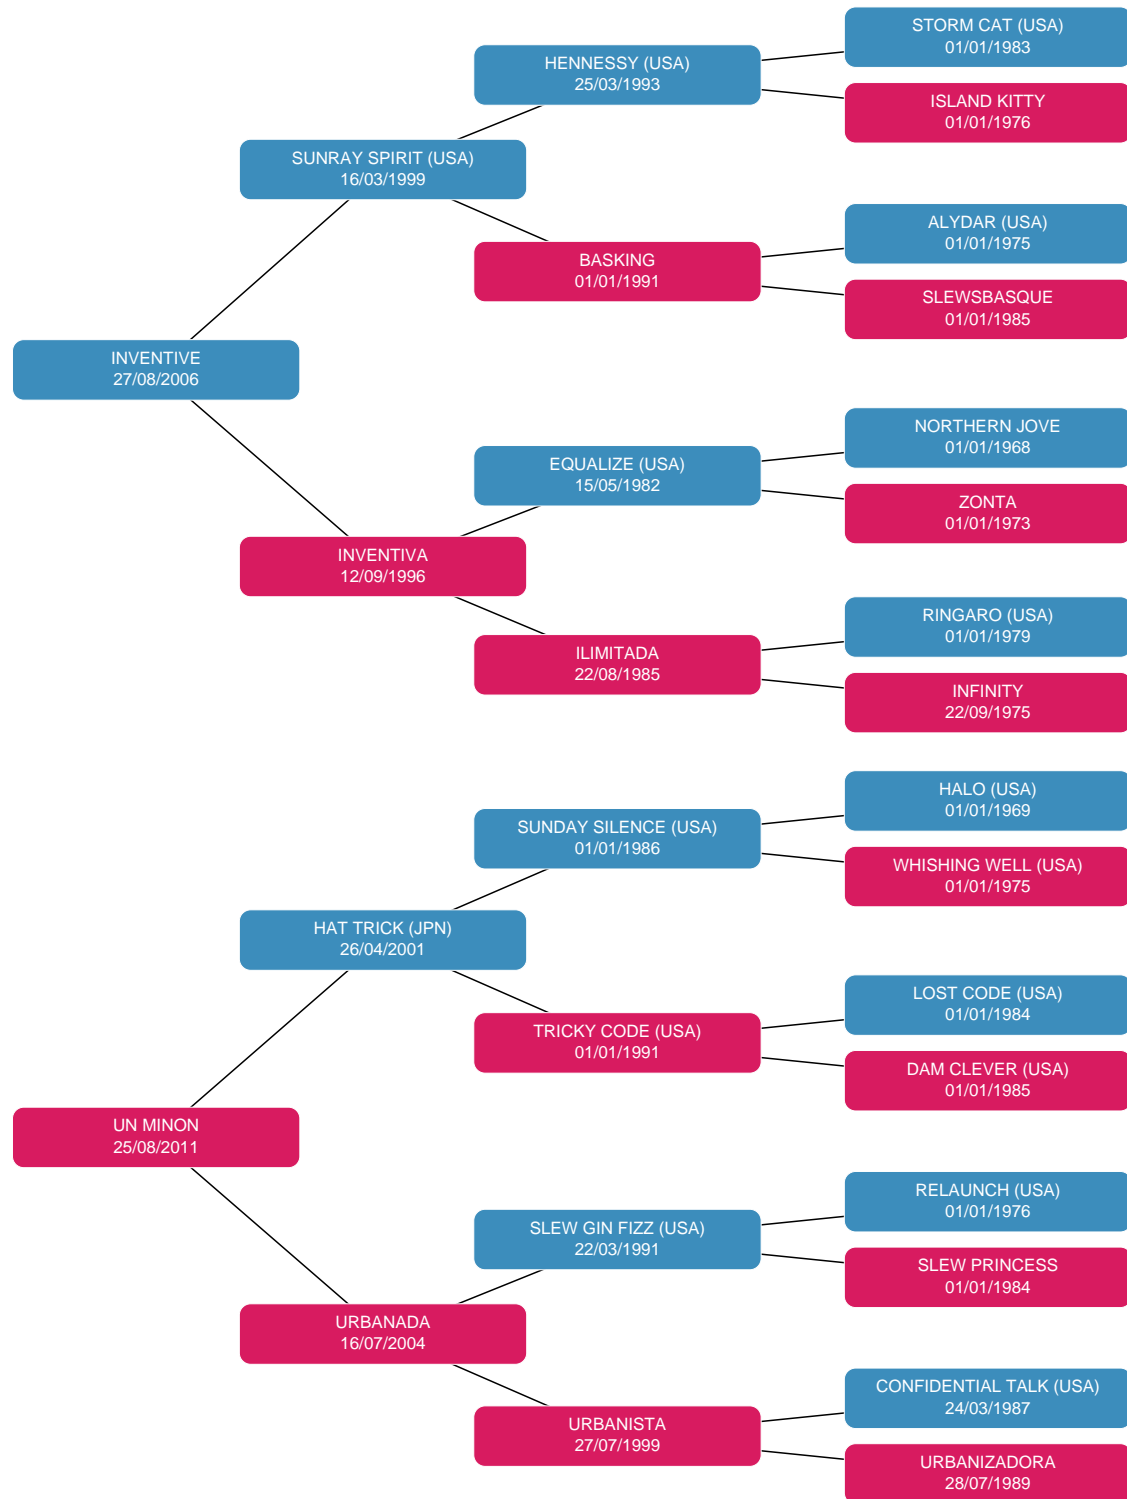 STORM CAT (USA)
01/01/1983
HENNESSY (USA)
25/03/1993
ISLAND KITTY
01/01/1976
SUNRAY SPIRIT (USA)
16/03/1999
ALYDAR (USA)
01/01/1975
BASKING
01/01/1991
SLEWSBASQUE
01/01/1985
INVENTIVE
27/08/2006
NORTHERN JOVE
01/01/1968
EQUALIZE (USA)
15/05/1982
ZONTA
01/01/1973
INVENTIVA
12/09/1996
RINGARO (USA)
01/01/1979
ILIMITADA
22/08/1985
INFINITY
22/09/1975
HALO (USA)
01/01/1969
SUNDAY SILENCE (USA)
01/01/1986
WHISHING WELL (USA)
01/01/1975
HAT TRICK (JPN)
26/04/2001
LOST CODE (USA)
01/01/1984
TRICKY CODE (USA)
01/01/1991
DAM CLEVER (USA)
01/01/1985
UN MINON
25/08/2011
RELAUNCH (USA)
01/01/1976
SLEW GIN FIZZ (USA)
22/03/1991
SLEW PRINCESS
01/01/1984
URBANADA
16/07/2004
CONFIDENTIAL TALK (USA)
24/03/1987
URBANISTA
27/07/1999
URBANIZADORA
28/07/1989